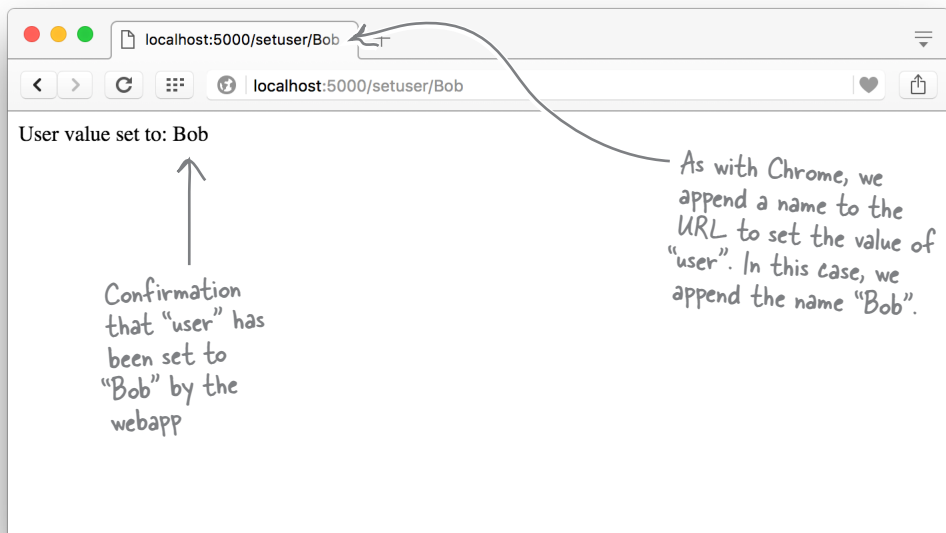 localhost:5000/setuser/Bob
localhost:5000/setuser/Bob
User value set to: Bob
As with Chrome, we
append a name to the
URL to set the value of
“user”. In this case, we
append the name “Bob”.
Confirmation
that “user” has
been set to
“Bob” by the
webapp